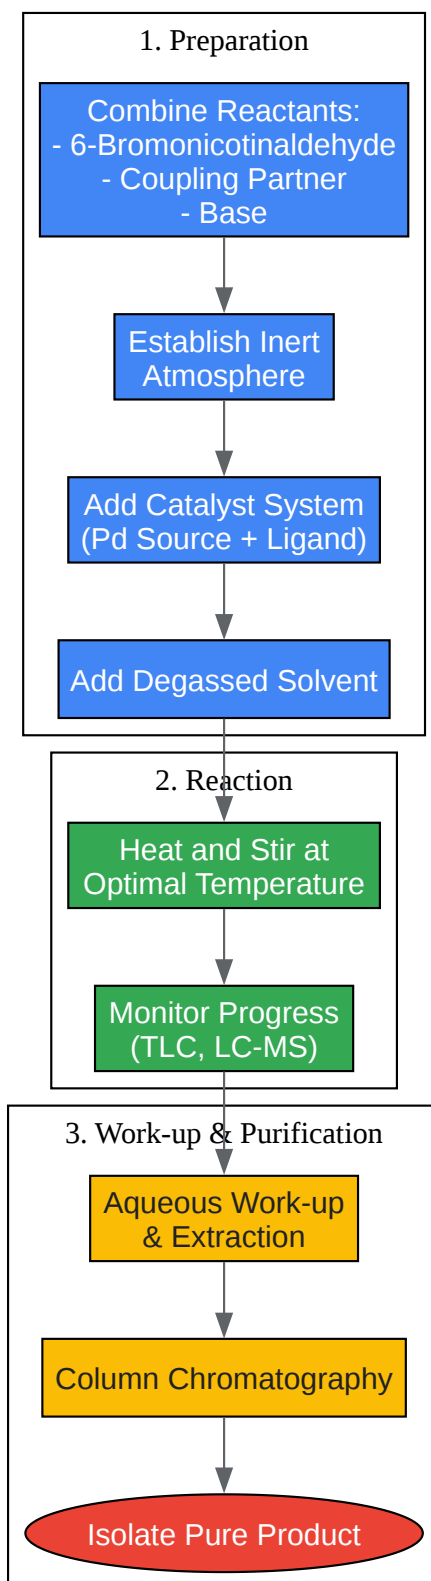 1. Preparation
Combine Reactants:
- 6-Bromonicotinaldehyde
- Coupling Partner
- Base
Establish Inert
Atmosphere
Add Catalyst System
(Pd Source + Ligand)
Add Degassed Solvent
2. Reaction
Heat and Stir at
Optimal Temperature
Monitor Progress
(TLC, LC-MS)
3. Work-up & Purification
Aqueous Work-up
& Extraction
Column Chromatography
Isolate Pure Product